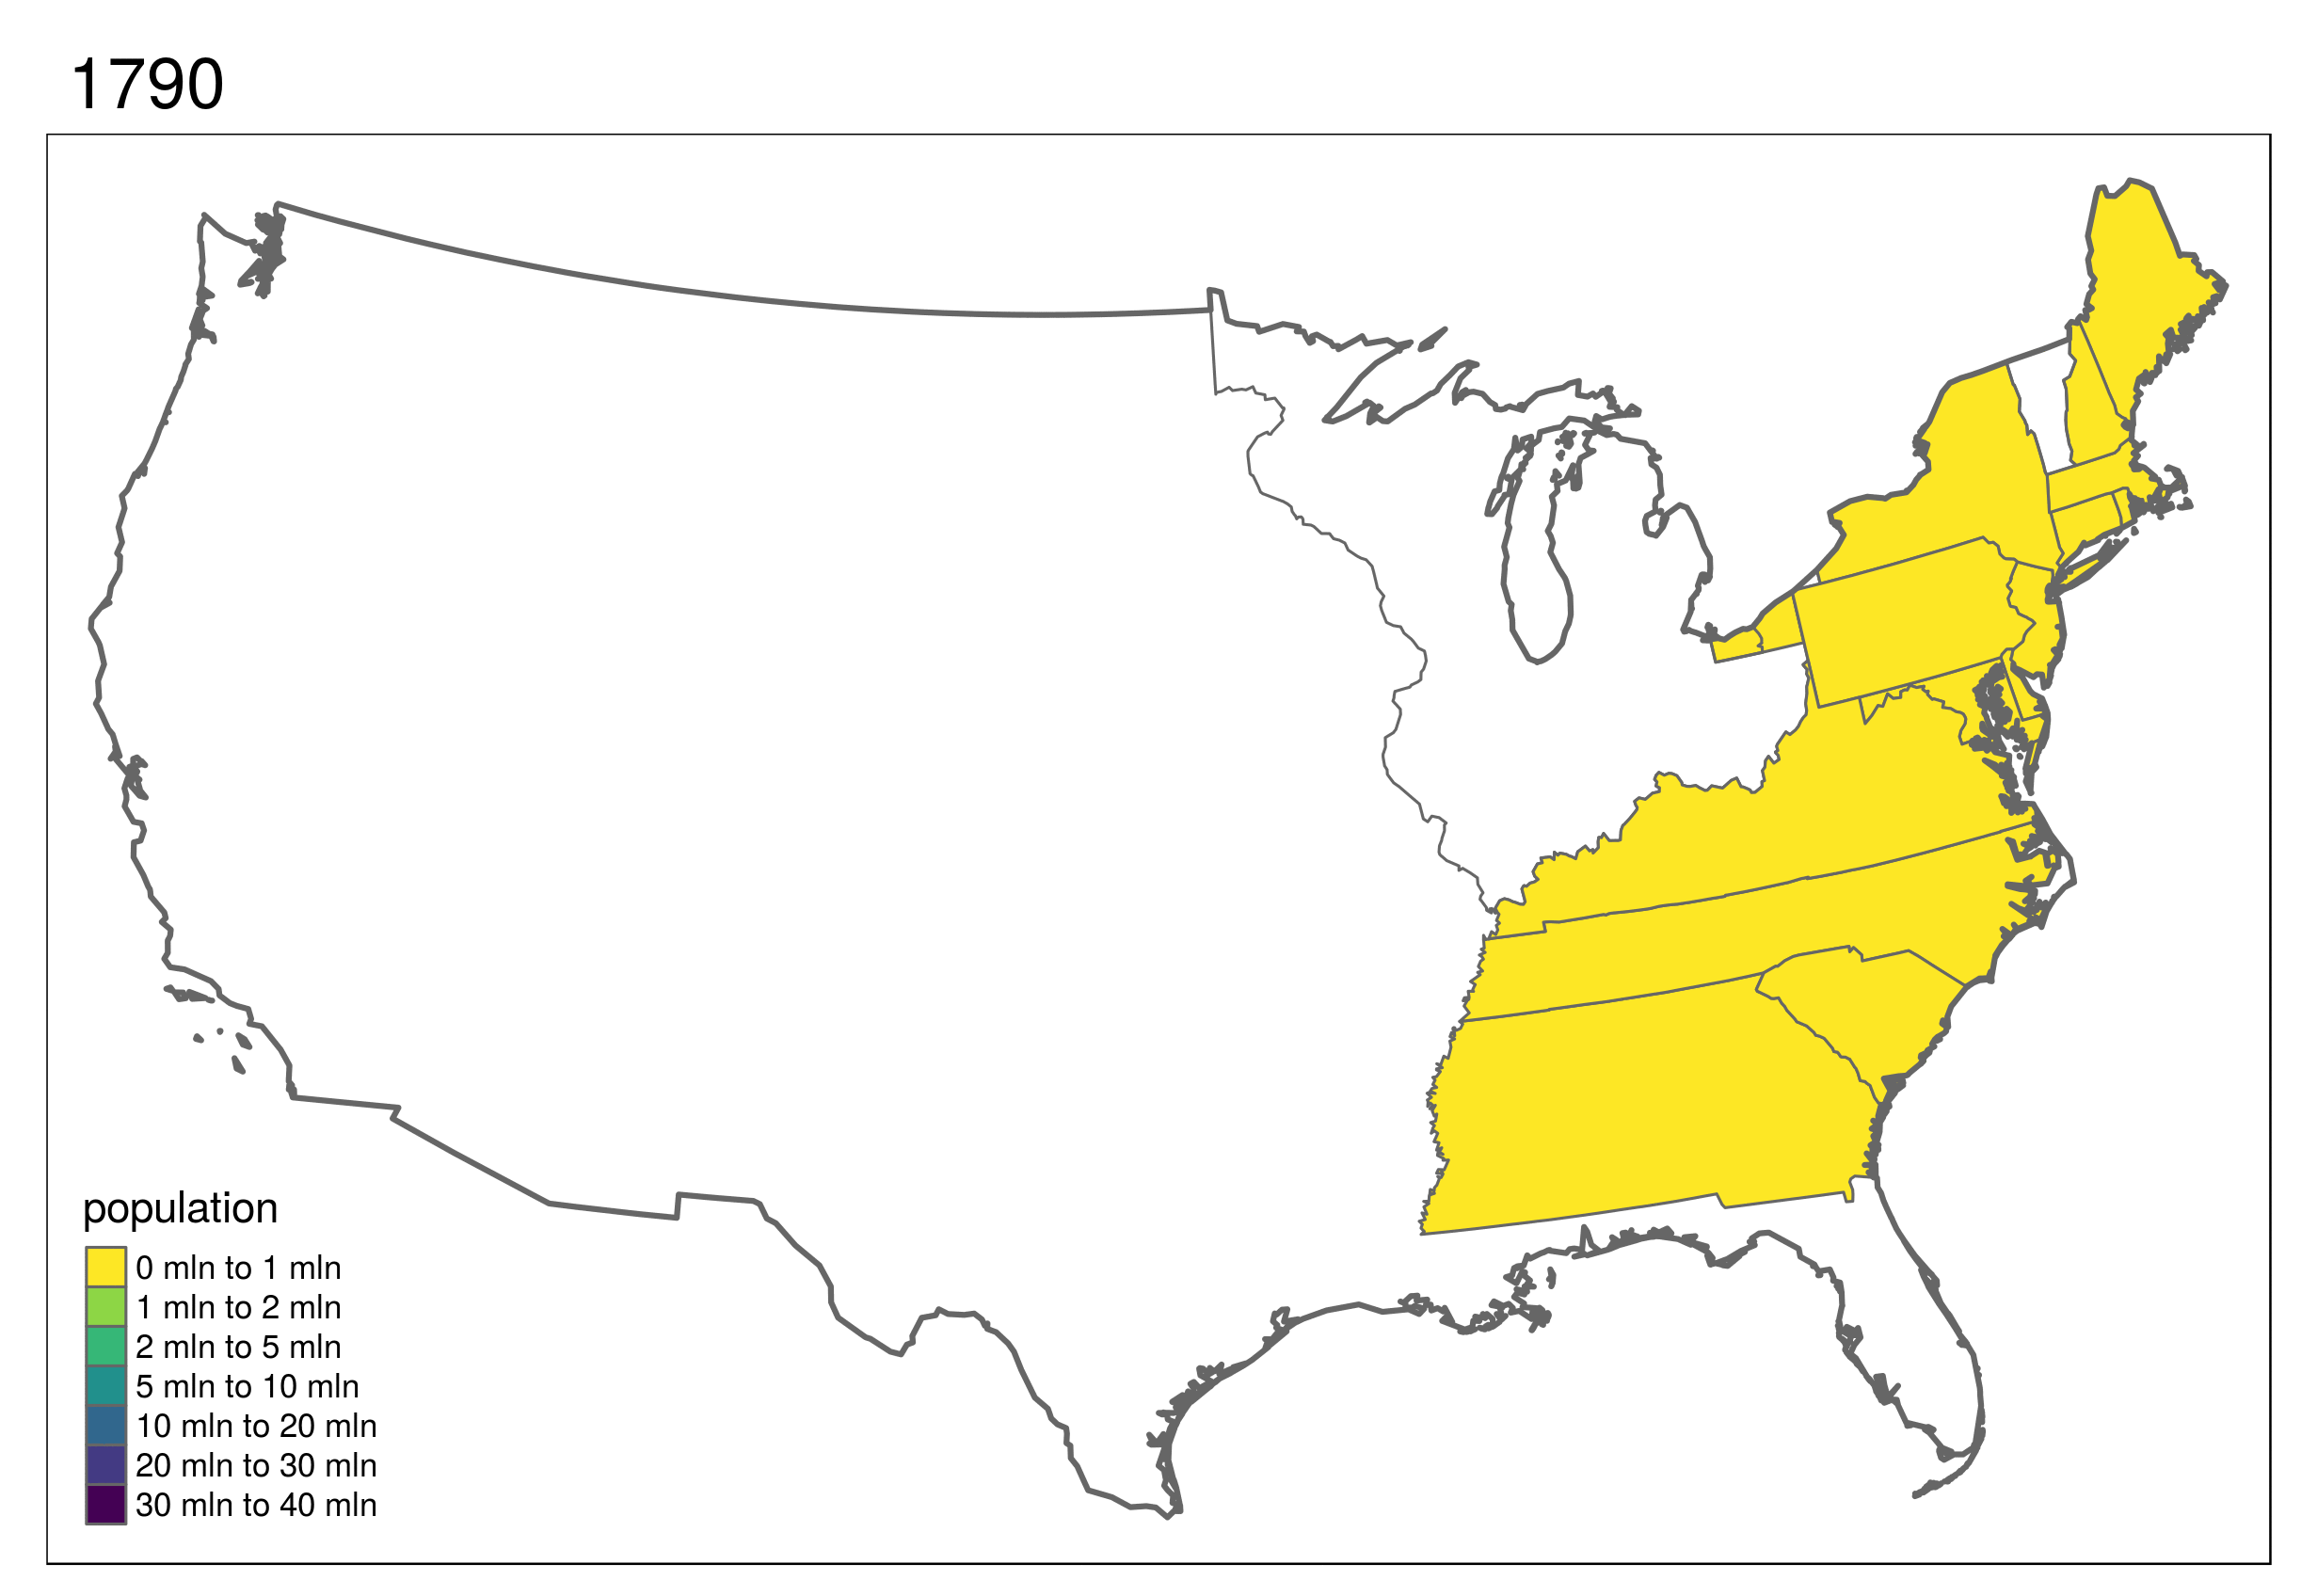 1790
population
0 mln to 1 mln
1 mln to 2 mln
2 mln to 5 mln
5 mln to 10 mln
10 mln to 20 mln
20 mln to 30 mln
30 mln to 40 mln